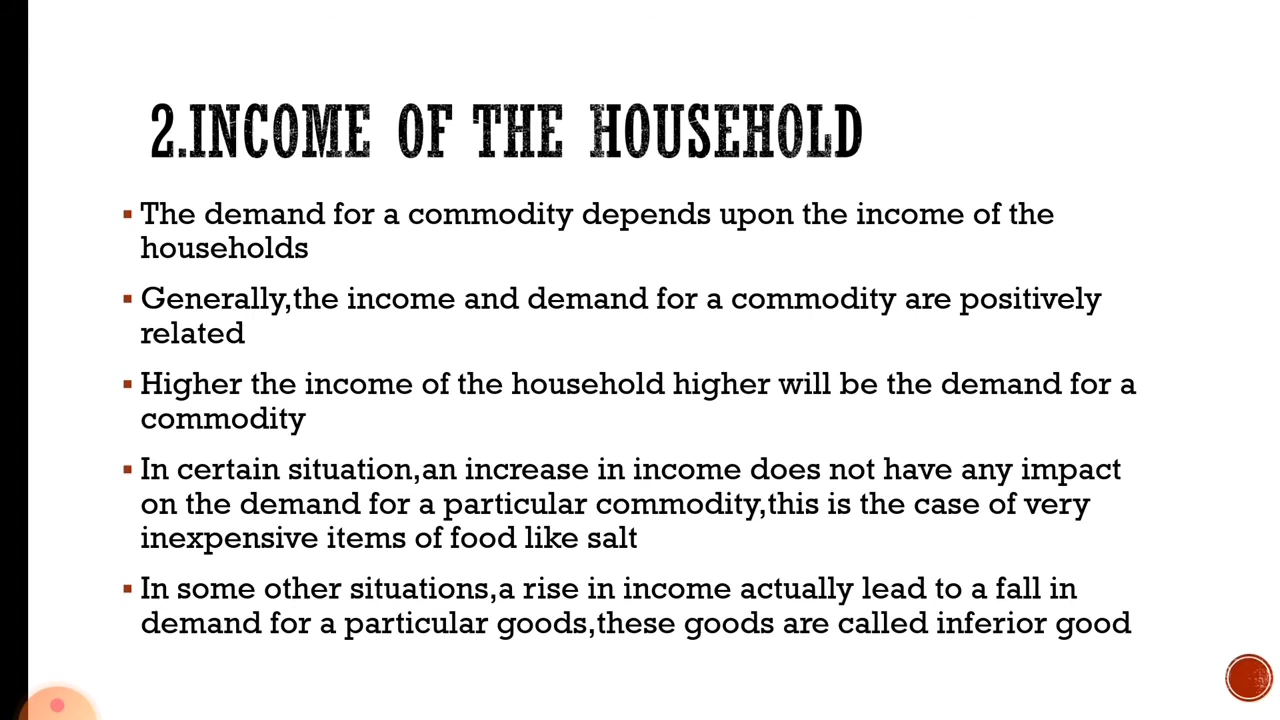 2.INCOME OF THE HOUSEHOLD
▪ The demand for a commodity depends upon the income of the
households
▪ Generally,the income and demand for a commodity are positively
related
▪ Higher the income of the household higher will be the demand for a
commodity
▪ In certain situation,an increase in income does not have any impact
on the demand for a particular commodity,this is the case of very
inexpensive items of food like salt
▪ In some other situations,a rise in income actually lead to a fall in
demand for a particular goods,these goods are called inferior good